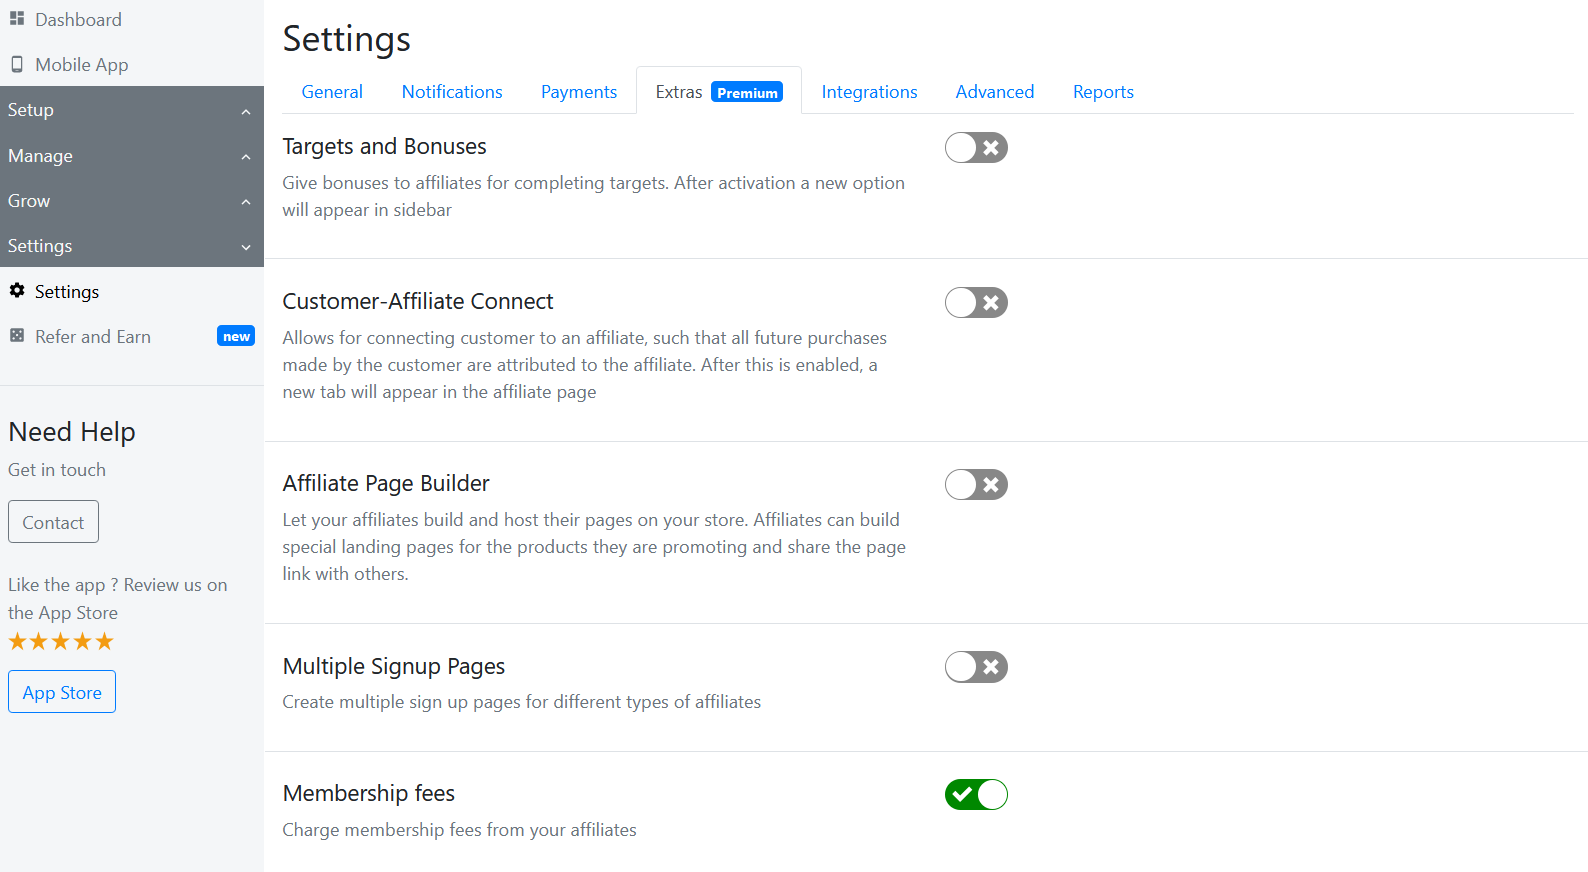 Dashboard
Mobile App
Setup
Manage
Grow
Settings
Settings
Refer and Earn new
Need Help
Get in touch
Contact
Like the app ? Review us on
the App Store
App Store
Settings
General Notifications Payments Extras Premium Integrations Advanced Reports
Targets and Bonuses
Give bonuses to affiliates for completing targets. After activation a new option
will appear in sidebar
Customer-Affiliate Connect
Allows for connecting customer to an affiliate, such that all future purchases
made by the customer are attributed to the affiliate. After this is enabled, a
new tab will appear in the affiliate page
Affiliate Page Builder
Let your affiliates build and host their pages on your store. Affiliates can build
special landing pages for the products they are promoting and share the page
link with others.
Multiple Signup Pages
Create multiple sign up pages for different types of affiliates
Membership fees
Charge membership fees from your affiliates